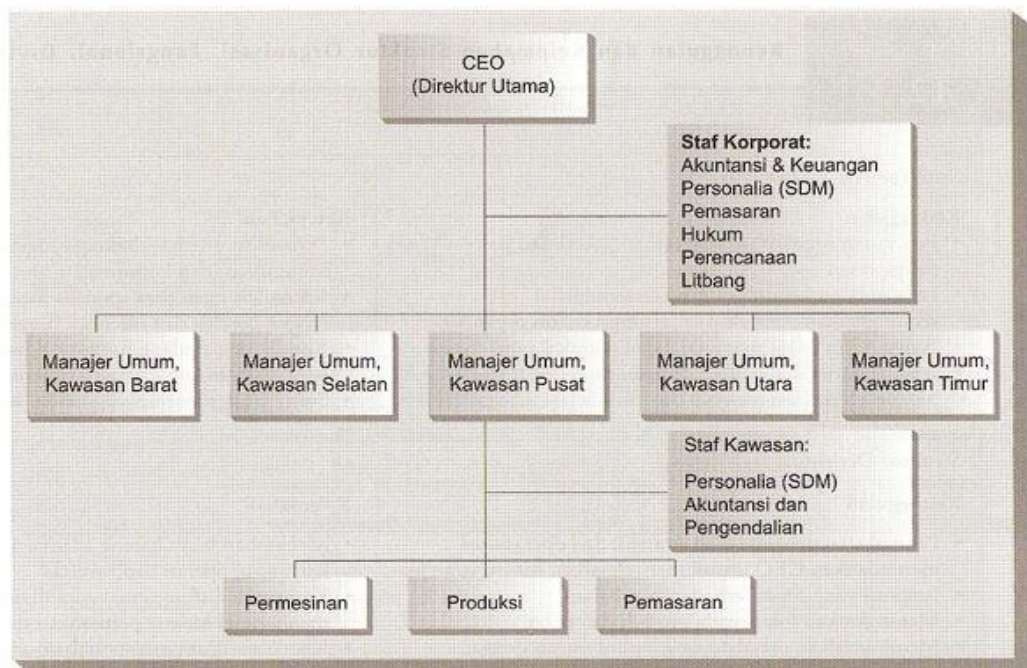 CEO
(Direktur Utama)
Staf Korporat:
Akuntansi & Keuangan
Personalia (SDM)
Pemasaran
Hukum
Perencanaan
Litbang
Manajer Umum,
Kawasan Barat
Manajer Umum,
Kawasan Selatan
Manajer Umum,
Kawasan Pusat
Manajer Umum,
Kawasan Utara
Manajer Umum,
Kawasan Timur
Staf Kawasan:
Personalia (SDM)
Akuntansi dan
Pengendalian
Permesinan
Produksi
Pemasaran